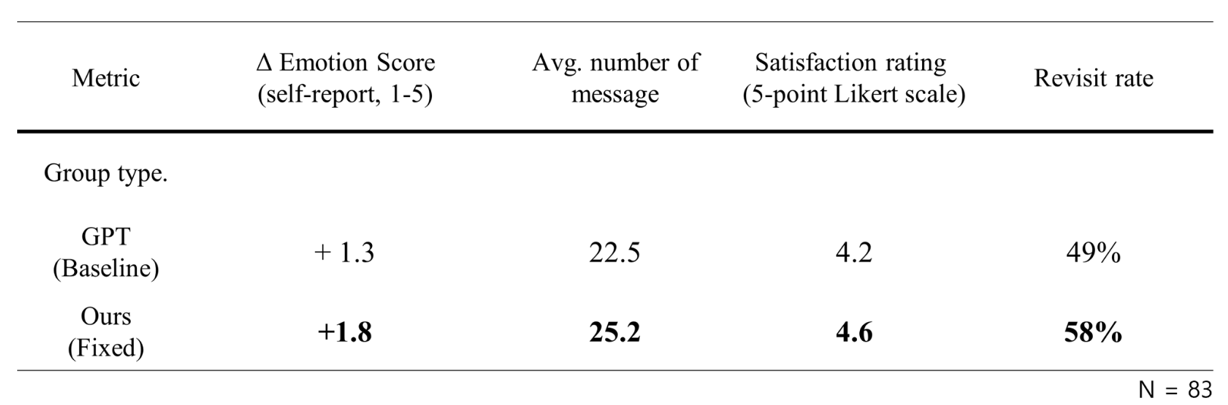 Metric
Δ Emotion Score
(self-report, 1-5)
Avg. number of
message
Satisfaction rating
(5-point Likert scale)
Revisit rate
Group type.
GPT
(Baseline)
+ 1.3
22.5
4.2
49%
Ours
(Fixed)
+1.8
25.2
4.6
58%
N = 83